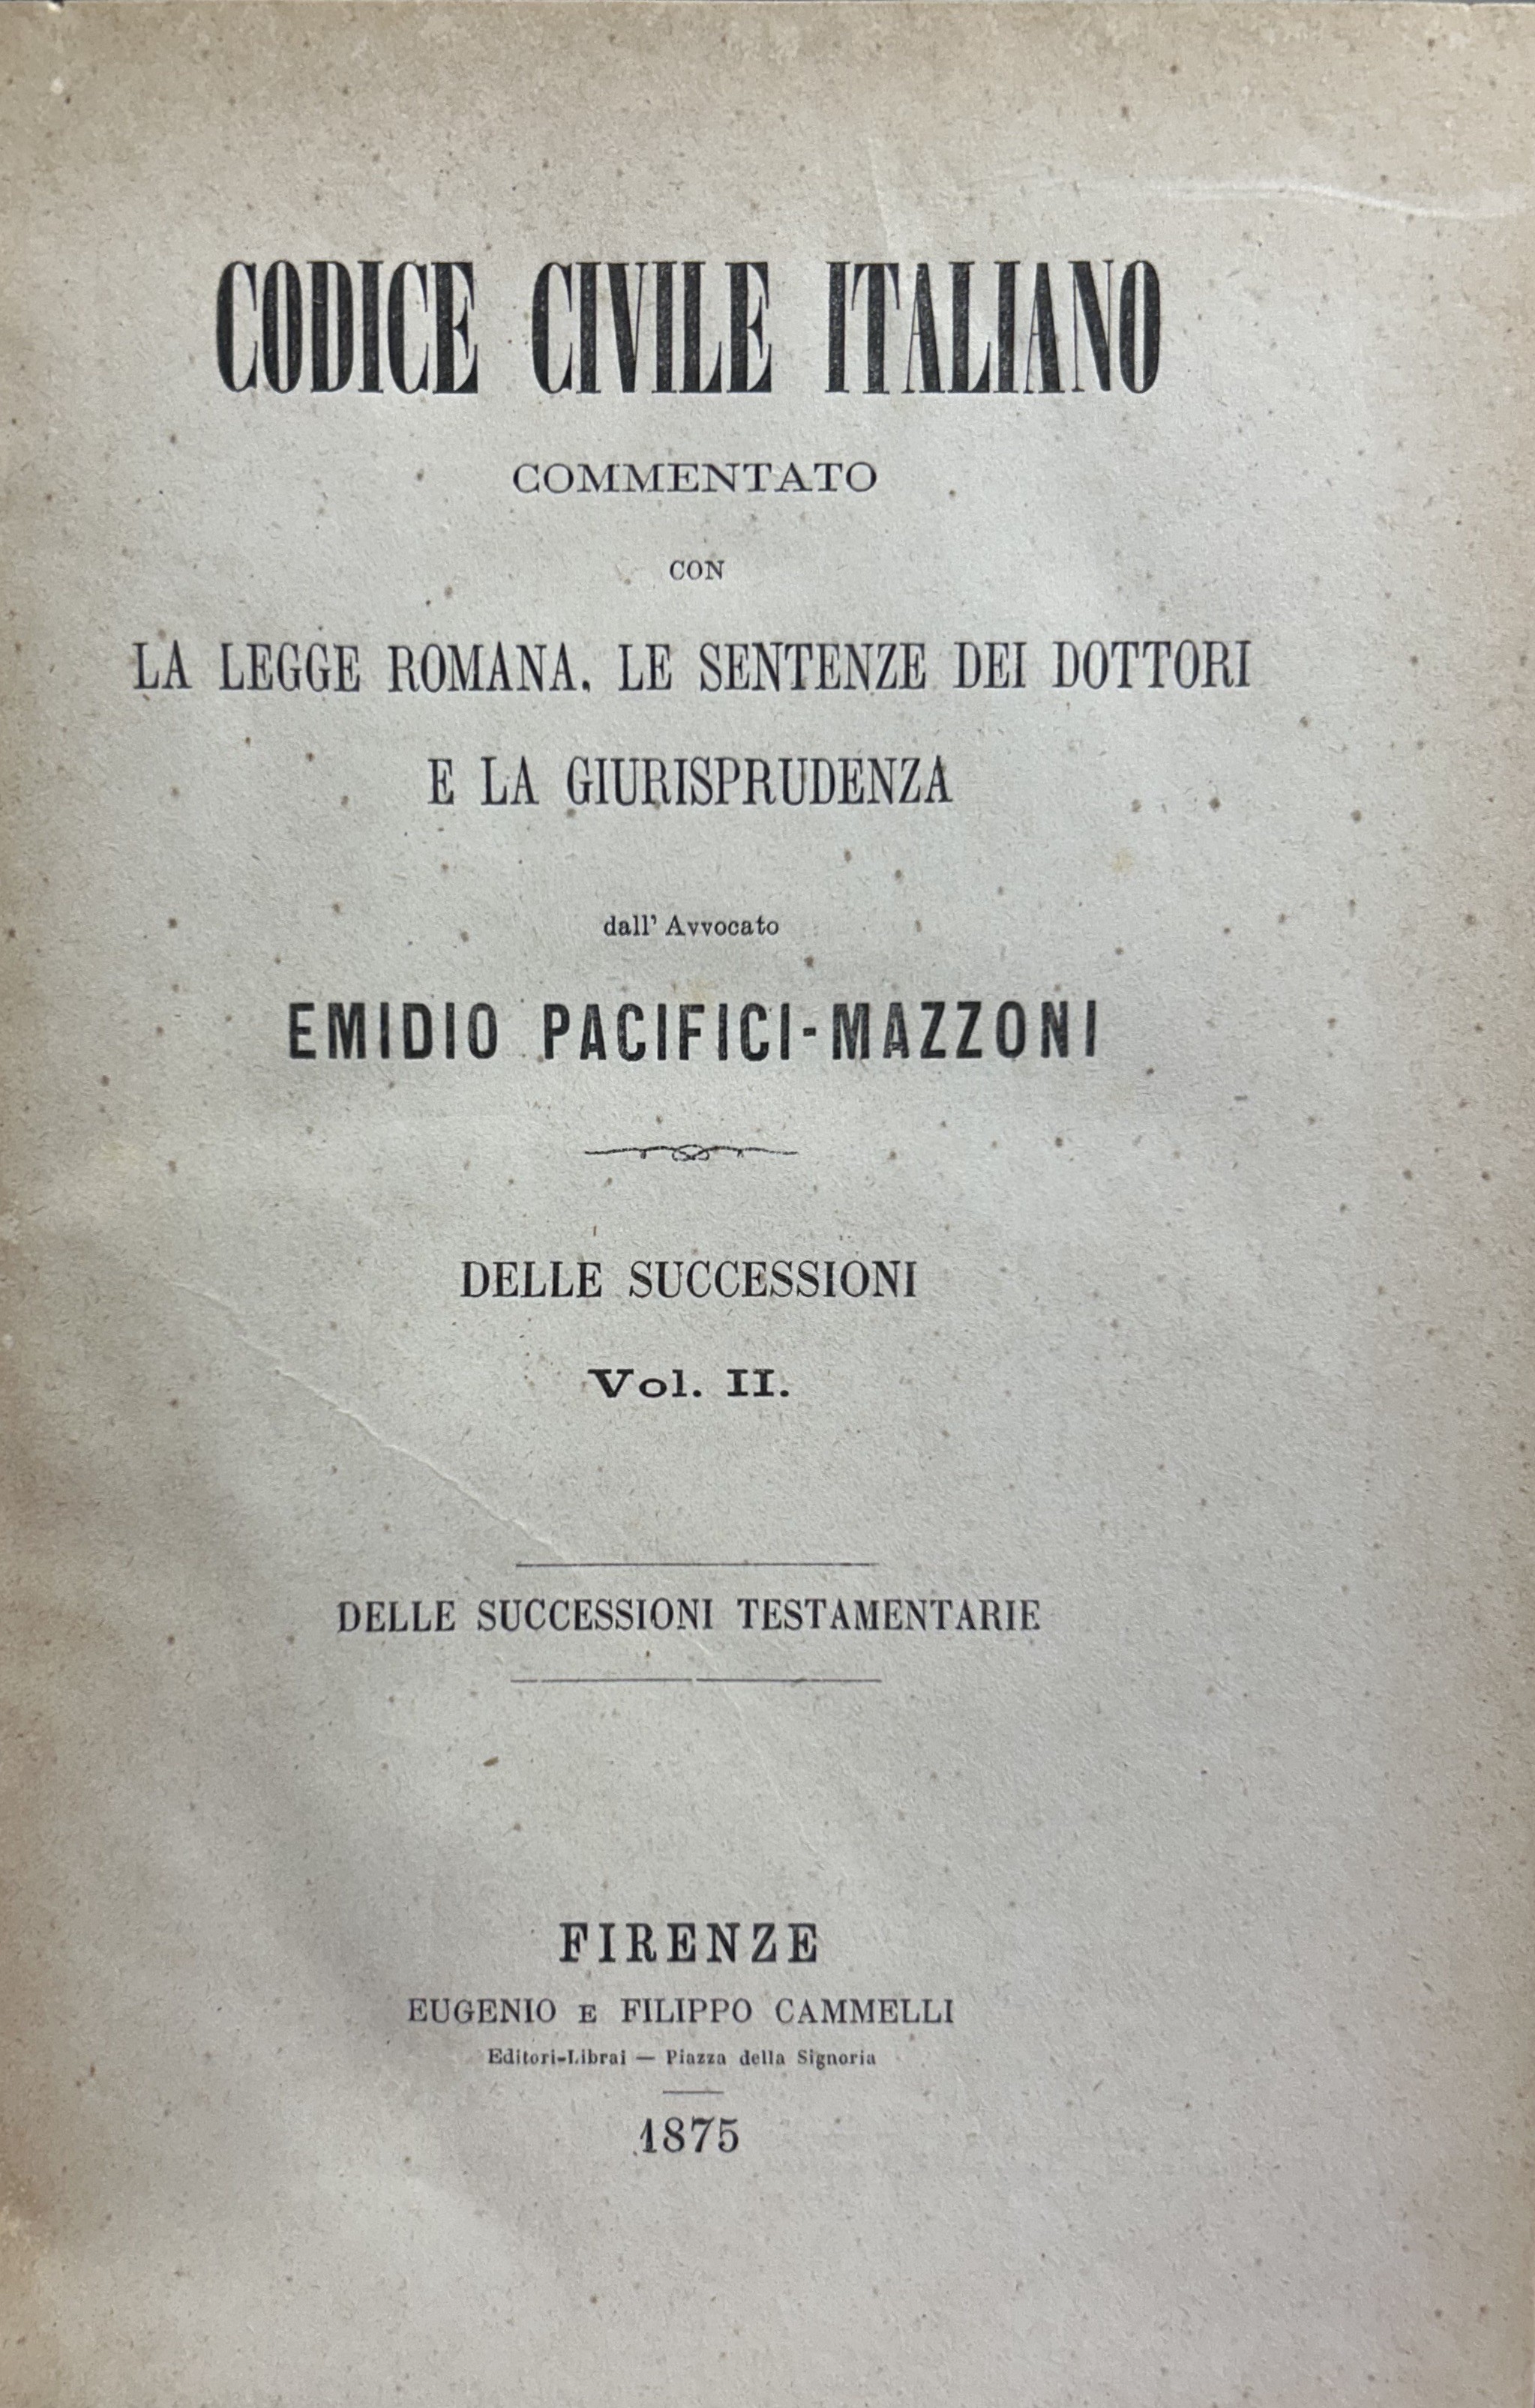 CODICE CIVILE ITALIANO
COMMENTATO
CON
LA LEGGE ROMANA, LE SENTENZE DEI DOTTORI
E LA GIURISPRUDENZA
dall' Avvocato
EMIDIO PACIFICI-MAZZONI
DELLE SUCCESSIONI
Vol. II.
DELLE SUCCESSIONI TESTAMENTARIE
FIRENZE
EUGENIO E FILIPPO CAMMELLI
Editori-Librai — Piazza della Signoria
1875